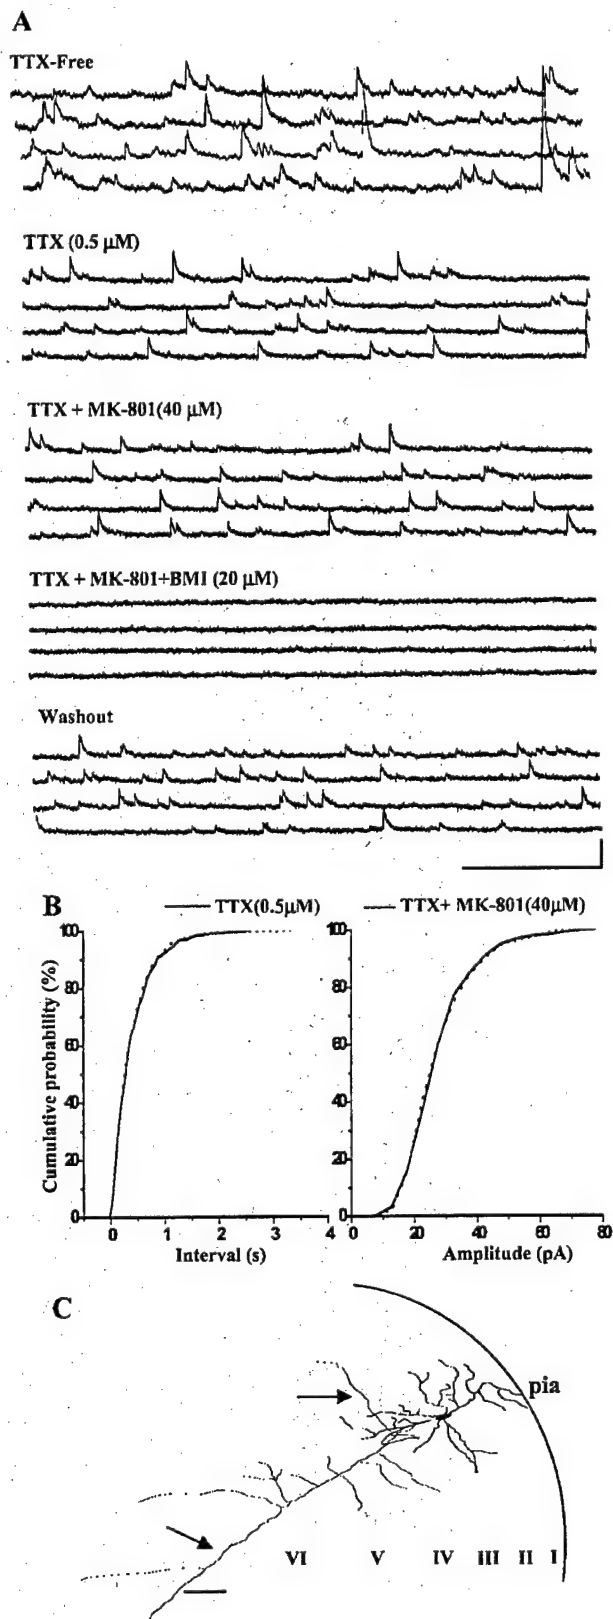 A
TTX-Free
TTX (0.5 μM)
TTX + MK-801(40 μM)
TTX + MK-801+BMI (20 μM)
Washout
B
TTX(0.5μM)
TTX+ MK-801(40μM)
100
80
60
40
20
0
Cumulative probability (%)
0 1 2 3 4
Interval (s)
100
80
60
40
20
0
0 20 40 60 80
Amplitude (pA)
C
pia
VI V IV III II I